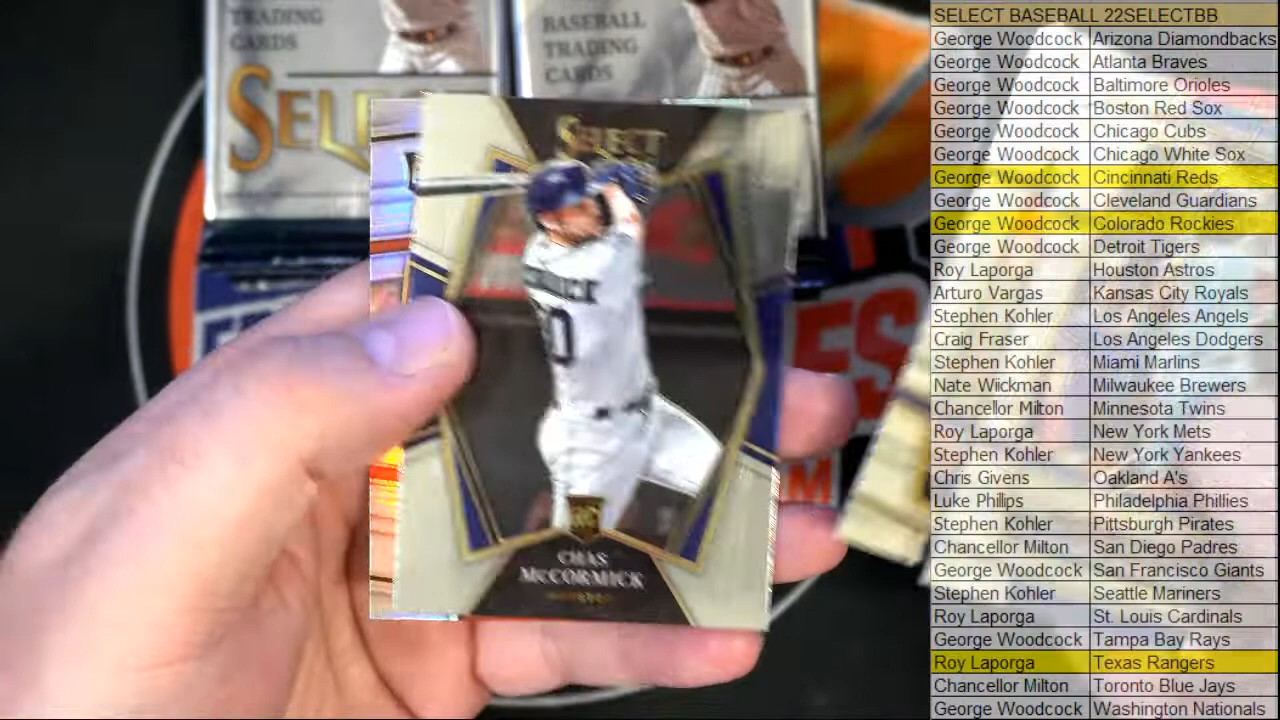 TRADING
CARDS
SELECT
BASEBALL
TRADING
CARDS
SELECT
CHAS
McCORMICK
RC
SELECT BASEBALL 22SELECTBB
George Woodcock Arizona Diamondbacks
George Woodcock Atlanta Braves
George Woodcock Baltimore Orioles
George Woodcock Boston Red Sox
George Woodcock Chicago Cubs
George Woodcock Chicago White Sox
George Woodcock Cincinnati Reds
George Woodcock Cleveland Guardians
George Woodcock Colorado Rockies
George Woodcock Detroit Tigers
Roy Laporga Houston Astros
Arturo Vargas Kansas City Royals
Stephen Kohler Los Angeles Angels
Craig Fraser Los Angeles Dodgers
Stephen Kohler Miami Marlins
Nate Wiickman Milwaukee Brewers
Chancellor Milton Minnesota Twins
Roy Laporga New York Mets
Stephen Kohler New York Yankees
Chris Givens Oakland A's
Luke Phillips Philadelphia Phillies
Stephen Kohler Pittsburgh Pirates
Chancellor Milton San Diego Padres
George Woodcock San Francisco Giants
Stephen Kohler Seattle Mariners
Roy Laporga St. Louis Cardinals
George Woodcock Tampa Bay Rays
Roy Laporga Texas Rangers
Chancellor Milton Toronto Blue Jays
George Woodcock Washington Nationals